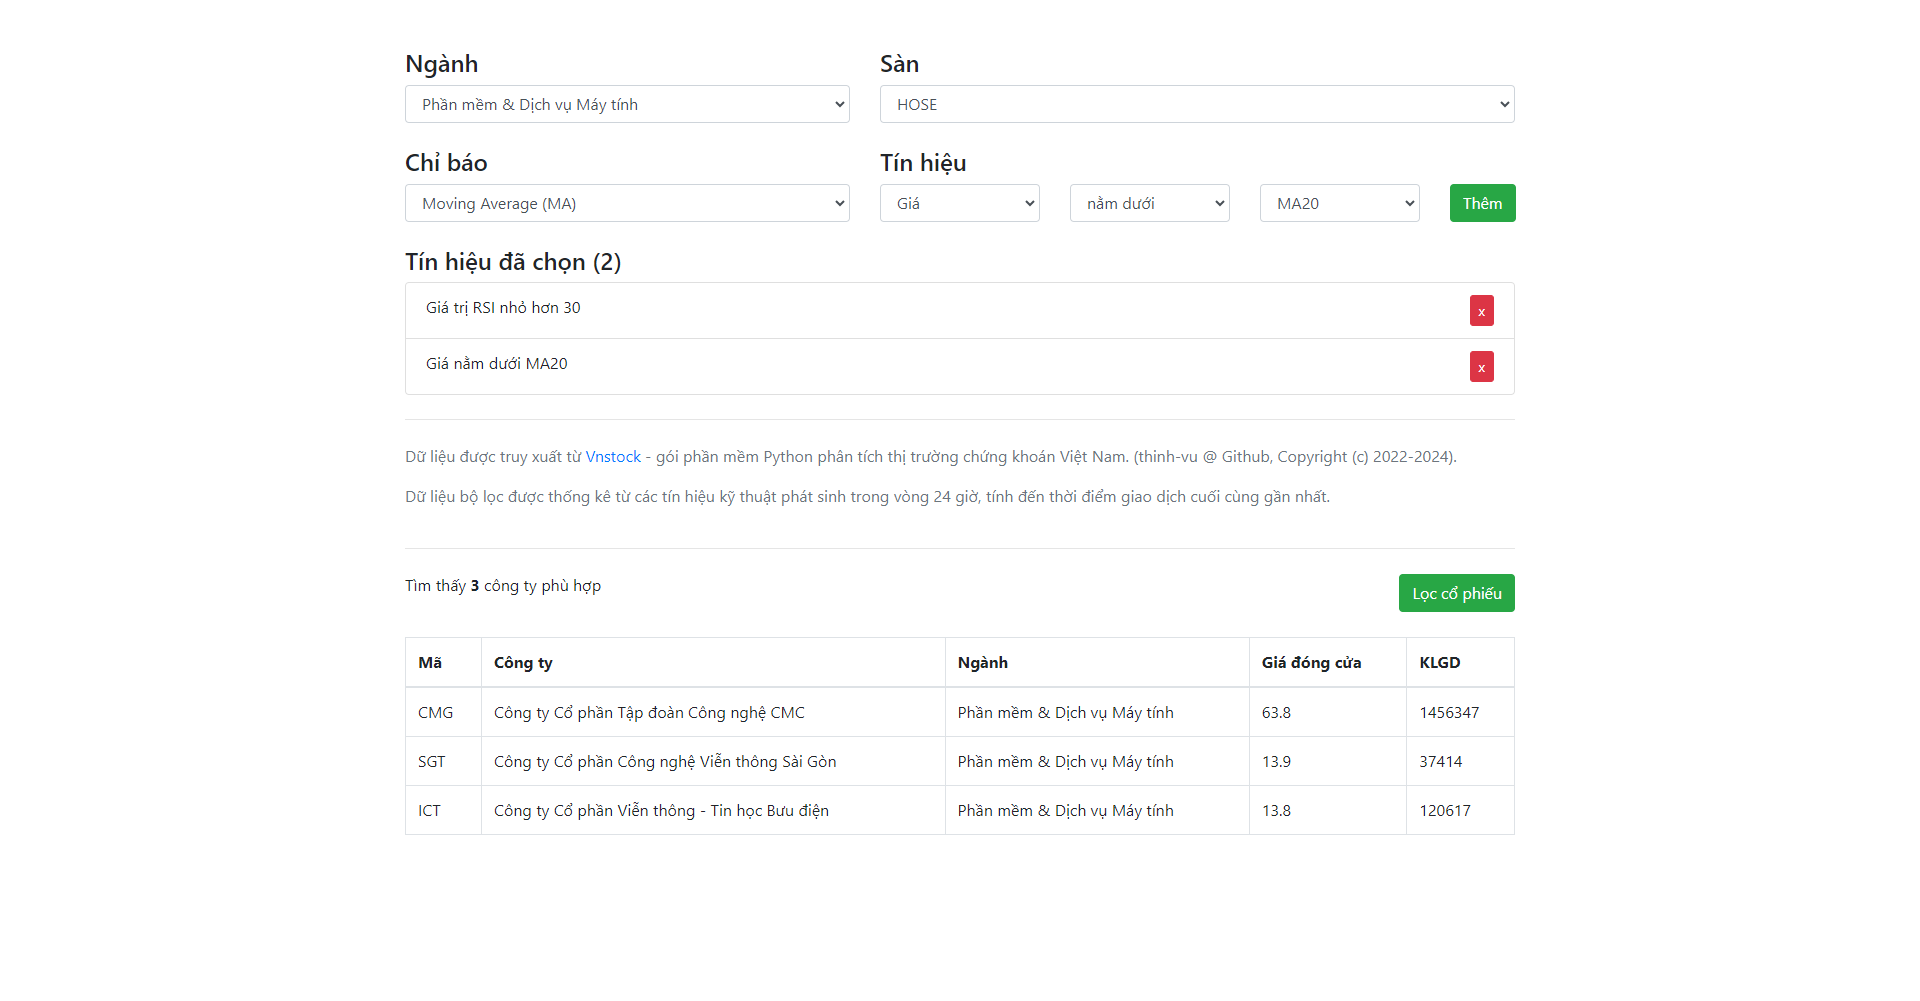 Ngành
Sàn
Phần mềm & Dịch vụ Máy tính
HOSE
Chỉ báo
Tín hiệu
Moving Average (MA)
Giá
nằm dưới
MA20
Thêm
Tín hiệu đã chọn (2)
Giá trị RSI nhỏ hơn 30
x
Giá nằm dưới MA20
x
Dữ liệu được truy xuất từ Vnstock - gói phần mềm Python phân tích thị trường chứng khoán Việt Nam. (thinh-vu @ Github, Copyright (c) 2022-2024).
Dữ liệu bộ lọc được thống kê từ các tín hiệu kỹ thuật phát sinh trong vòng 24 giờ, tính đến thời điểm giao dịch cuối cùng gần nhất.
Tìm thấy 3 công ty phù hợp
Lọc cổ phiếu
Mã Công ty Ngành Giá đóng cửa KLGD
CMG Công ty Cổ phần Tập đoàn Công nghệ CMC Phần mềm & Dịch vụ Máy tính 63.8 1456347
SGT Công ty Cổ phần Công nghệ Viễn thông Sài Gòn Phần mềm & Dịch vụ Máy tính 13.9 37414
ICT Công ty Cổ phần Viễn thông - Tin học Bưu điện Phần mềm & Dịch vụ Máy tính 13.8 120617